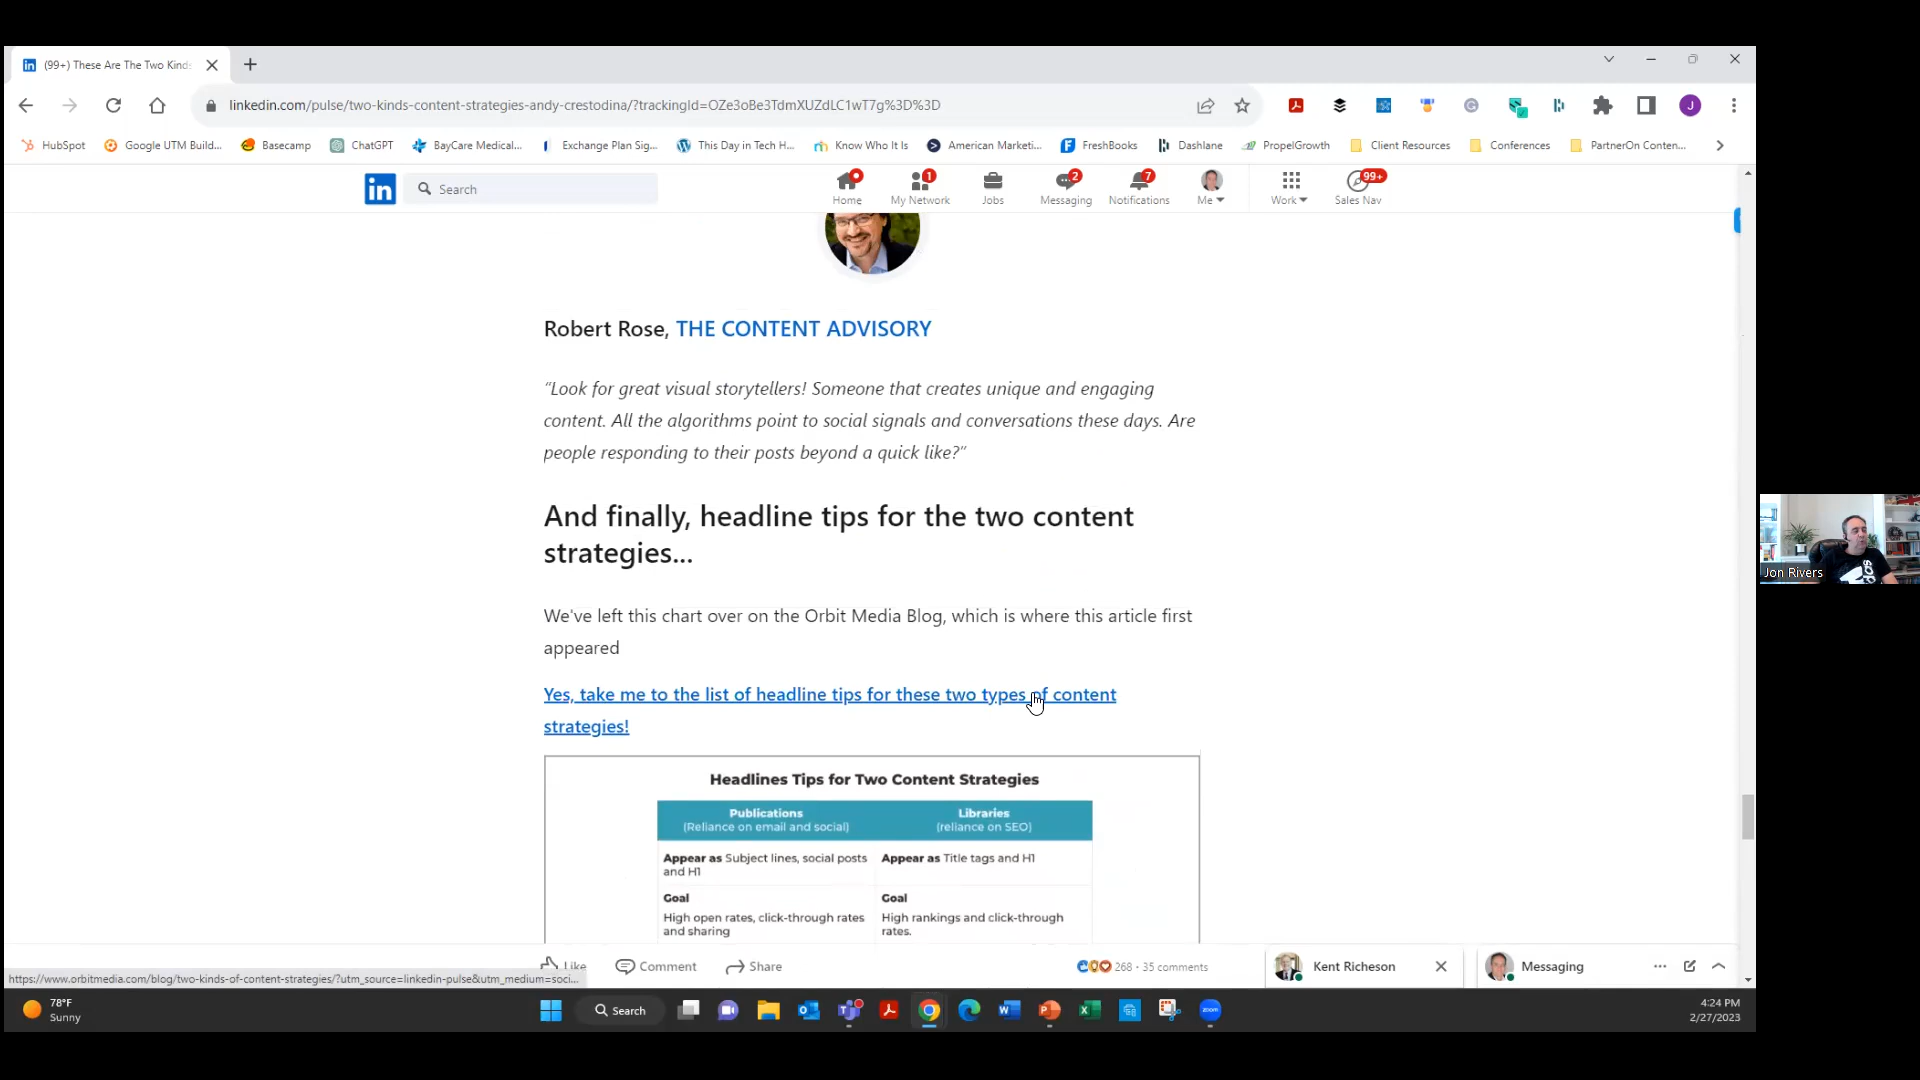 (99+) These Are The Two Kind
linkedin.com/pulse/two-kinds-content-strategies-andy-crestodina/?trackingId=OZe3oBe3TdmXUZdLC1wT7g%3D%3D
J
HubSpot
Google UTM Build...
Basecamp
ChatGPT
BayCare Medical...
Exchange Plan Sig...
This Day in Tech H...
Know Who It Is
American Marketi...
FreshBooks
Dashlane
PropelGrowth
Client Resources
Conferences
PartnerOn Conten...
in
Search
Home
1
My Network
Jobs
2
Messaging
7
Notifications
Me
Work
99+
Sales Nav
Robert Rose, THE CONTENT ADVISORY
“Look for great visual storytellers! Someone that creates unique and engaging
content. All the algorithms point to social signals and conversations these days. Are
people responding to their posts beyond a quick like?”
And finally, headline tips for the two content
strategies...
We've left this chart over on the Orbit Media Blog, which is where this article first
appeared
Yes, take me to the list of headline tips for these two types of content
strategies!
Headlines Tips for Two Content Strategies
Publications
(Reliance on email and social)
Libraries
(reliance on SEO)
Appear as Subject lines, social posts
and H1
Appear as Title tags and H1
Goal
High open rates, click-through rates
and sharing
Goal
High rankings and click-through
rates.
Like
Comment
Share
268 · 35 comments
Kent Richeson
Messaging
https://www.orbitmedia.com/blog/two-kinds-of-content-strategies/?utm_source=linkedin-pulse&utm_medium=soci...
78°F
Sunny
Search
zoom
4:24 PM
2/27/2023
Jon Rivers